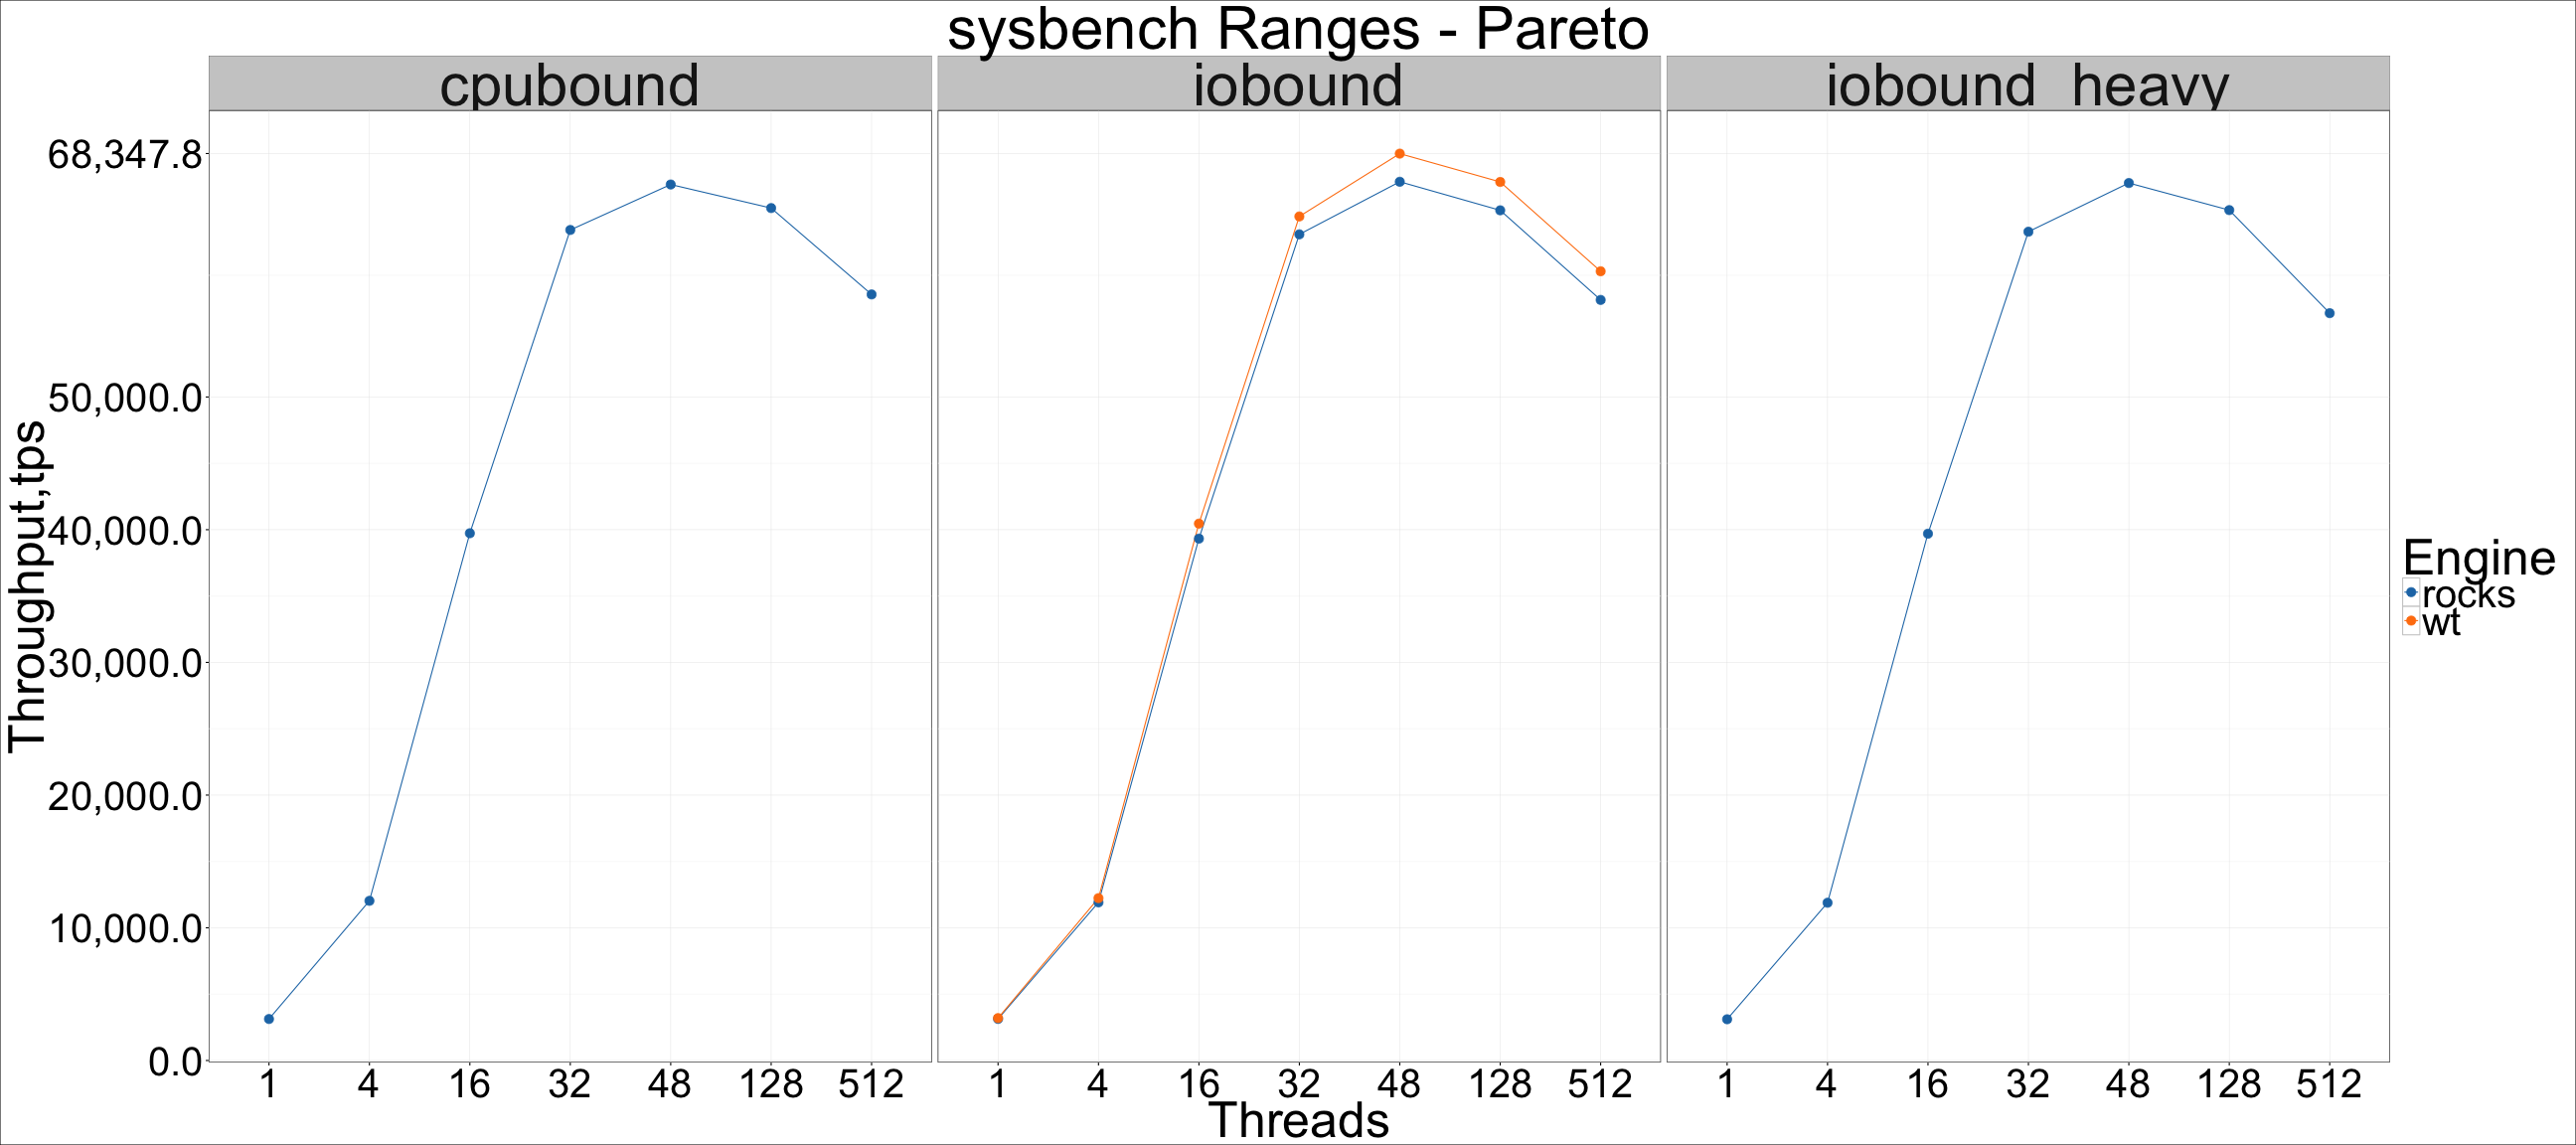 sysbench Ranges - Pareto
cpubound
iobound
iobound heavy
Throughput,tps
68,347.8
50,000.0
40,000.0
30,000.0
20,000.0
10,000.0
0.0
1 4 16 32 48 128 512
1 4 16 32 48 128 512
1 4 16 32 48 128 512
Threads
Engine
rocks
wt